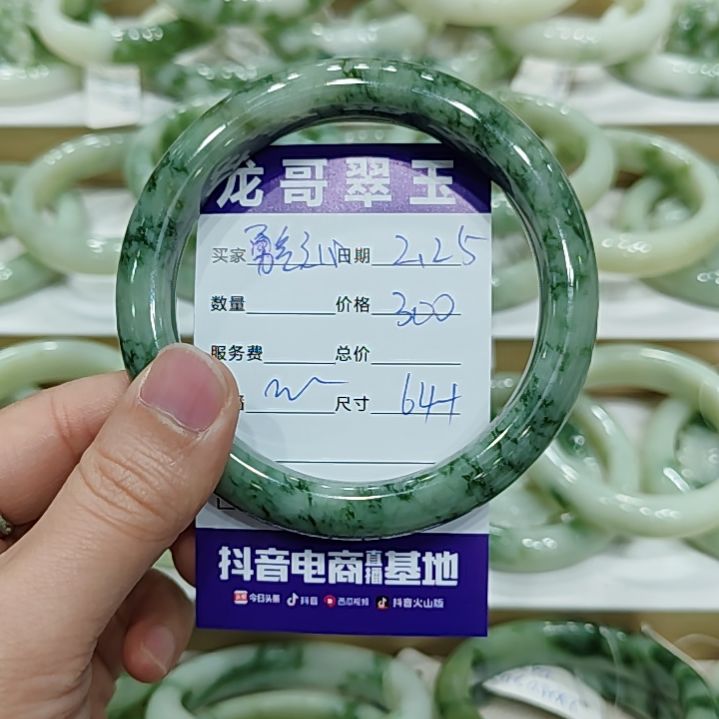 龙哥翠玉
买家 日期 2.25
数量 价格 300
服务费 总价
尺寸 64+
抖音电商直播基地
今日头条 抖音 西瓜视频 抖音火山版